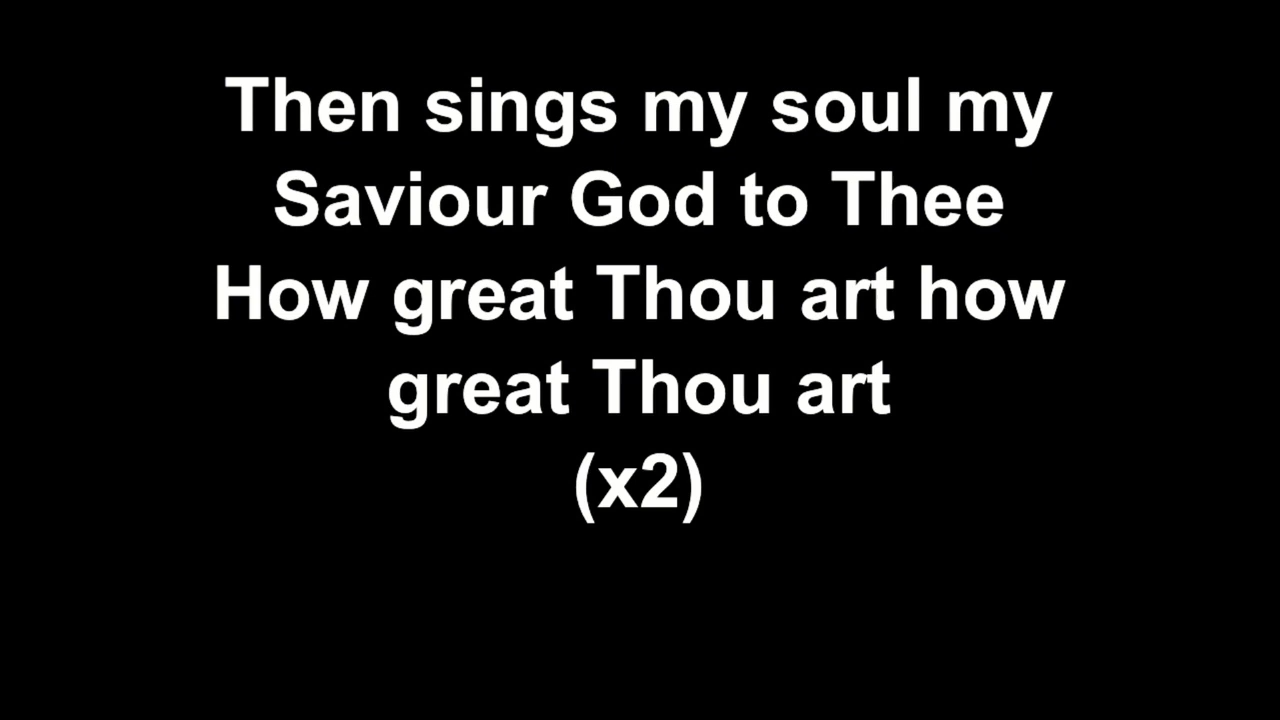 Then sings my soul my
Saviour God to Thee
How great Thou art how
great Thou art
(x2)